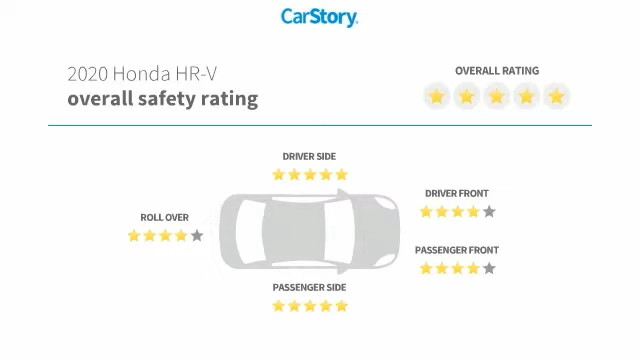 CarStory
2020 Honda HR-V
overall safety rating
OVERALL RATING
DRIVER SIDE
DRIVER FRONT
ROLL OVER
PASSENGER FRONT
PASSENGER SIDE